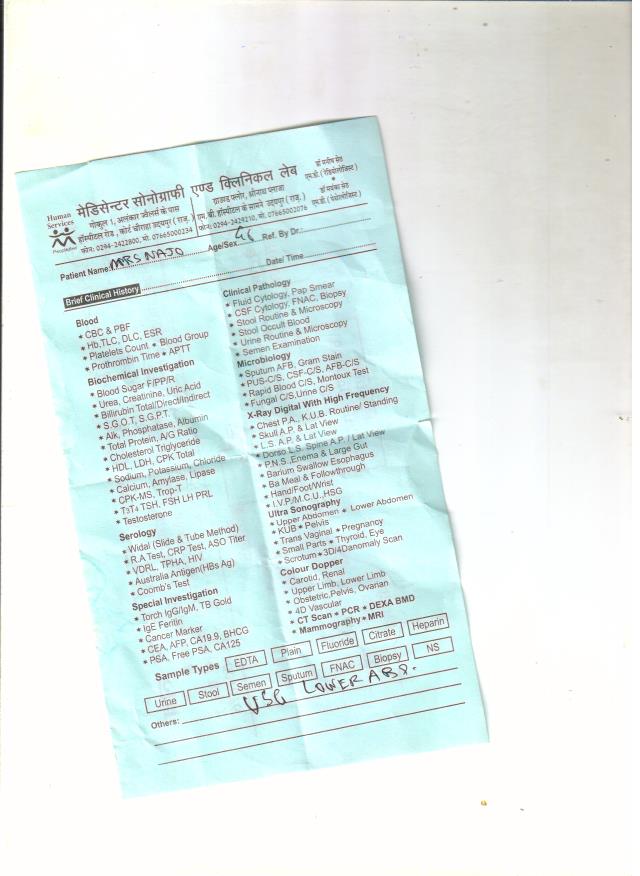 Human
Services
मेडिसेन्टर सोनोग्राफी एण्ड क्लिनिकल लेब
गोकुल 1, अलंकार ज्वैलर्स के पास
हॉस्पीटल रोड, कोर्ट चौराहा उदयपुर (राज.)
फोन: 0294-2422800, मो. 07665000234
ग्राउण्ड फ्लोर, श्रीनाथ प्लाजा
एम. बी. हॉस्पिटल के सामने उदयपुर (राज.)
फोन: 0294-2429210, मो. 07665002076
Patient Name: MRS NAJO Age/Sex Ref. By Dr.:
Date/ Time
Brief Clinical History
Blood
* CBC & PBF
* Hb,TLC, DLC, ESR
* Platelets Count * Blood Group
* Prothrombin Time * APTT
Biochemical Investigation
* Blood Sugar F/PP/R
* Urea, Creatinine, Uric Acid
* Billirubin Total/Direct/Indirect
* S.G.O.T, S.G.P.T.
* Alk, Phosphatase, Albumin
* Total Protein, A/G Ratio
* Cholesterol Triglyceride
* HDL, LDH, CPK Total
* Sodium, Potassium, Chloride
* Calcium, Amylase, Lipase
* CPK-MS, Trop-T
* T3T4 TSH, FSH LH PRL
* Testosterone
Serology
* Widal (Slide & Tube Method)
* R.A Test, CRP Test, ASO Titer
* VDRL, TPHA, HIV
* Australia Antigen(HBs Ag)
* Coomb's Test
Special Investigation
* Torch IgG/IgM, TB Gold
* IgE Feritin
* Cancer Marker
* CEA, AFP, CA19.9, BHCG
* PSA, Free PSA, CA125
Clinical Pathology
* Fluid Cytology, Pap Smear
* CSF Cytology, FNAC, Biopsy
* Stool Routine & Microscopy
* Stool Occult Blood
* Urine Routine & Microscopy
* Semen Examination
Microbiology
* Sputum AFB, Gram Stain
* PUS-C/S, CSF-C/S, AFB-C/S
* Rapid Blood C/S, Montoux Test
* Fungal C/S,Urine C/S
X-Ray Digital With High Frequency
* Chest P.A., K.U.B. Routine/ Standing
* Skull A.P. & Lat View
* L.S. A.P. & Lat View
* Dorso L.S. Spine A.P. / Lat View
* P.N.S.,Enema & Large Gut
* Barium Swallow Esophagus
* Ba Meal & Followthrough
* Hand/Foot/Wrist
* I.V.P/M.C.U.,HSG
Ultra Sonography
* Upper Abdomen * Lower Abdomen
* KUB * Pelvis
* Trans Vaginal * Pregnancy
* Small Parts * Thyroid, Eye
* Scrotum * 3D/4Danomaly Scan
Colour Dopper
* Carotid, Renal
* Upper Limb, Lower Limb
* Obstetric,Pelvis, Ovarian
* 4D Vascular
* CT Scan * PCR * DEXA BMD
* Mammography * MRI
Sample Types EDTA Plain Fluoride Citrate Heparin
Urine Stool Semen Sputum FNAC Biopsy NS
Others: USG LOWER ABD.